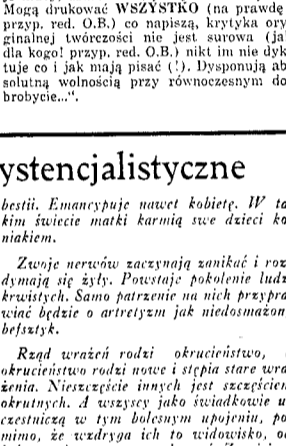 Mogą drukować WSZYSTKO (na prawdę
przyp. red. O.B.) co napiszą, krytyka ory
ginalnej twórczości nie jest surowa (ja
dla kogo! przyp. red. O.B.) nikt im nie dyk
tuje co i jak mają pisać (!). Dysponują ab
solutną wolnością przy równoczesnym do
brobycie...".
ystencjalistyczne
bestii. Emancypuje nawet kobietę. W ta
kim świecie matki karmią swe dzieci ko
niakiem.
Zwoje nerwów zaczynają zanikać i roz
dymają się żyły. Powstaje pokolenie ludz
krwistych. Samo patrzenie na nich przypra
wiać będzie o artretyzm jak niedosmażon
befsztyk.
Rząd wrażeń rodzi okrucieństwo,
okrucieństwo rodzi nowe i stępia stare wra
żenia. Nieszczęście innych jest szczęściem
okrutnych. A wszyscy jako świadkowie u
czestniczą w tym bolesnym upojeniu, po
mimo, że wzdryga ich to widowisko, o